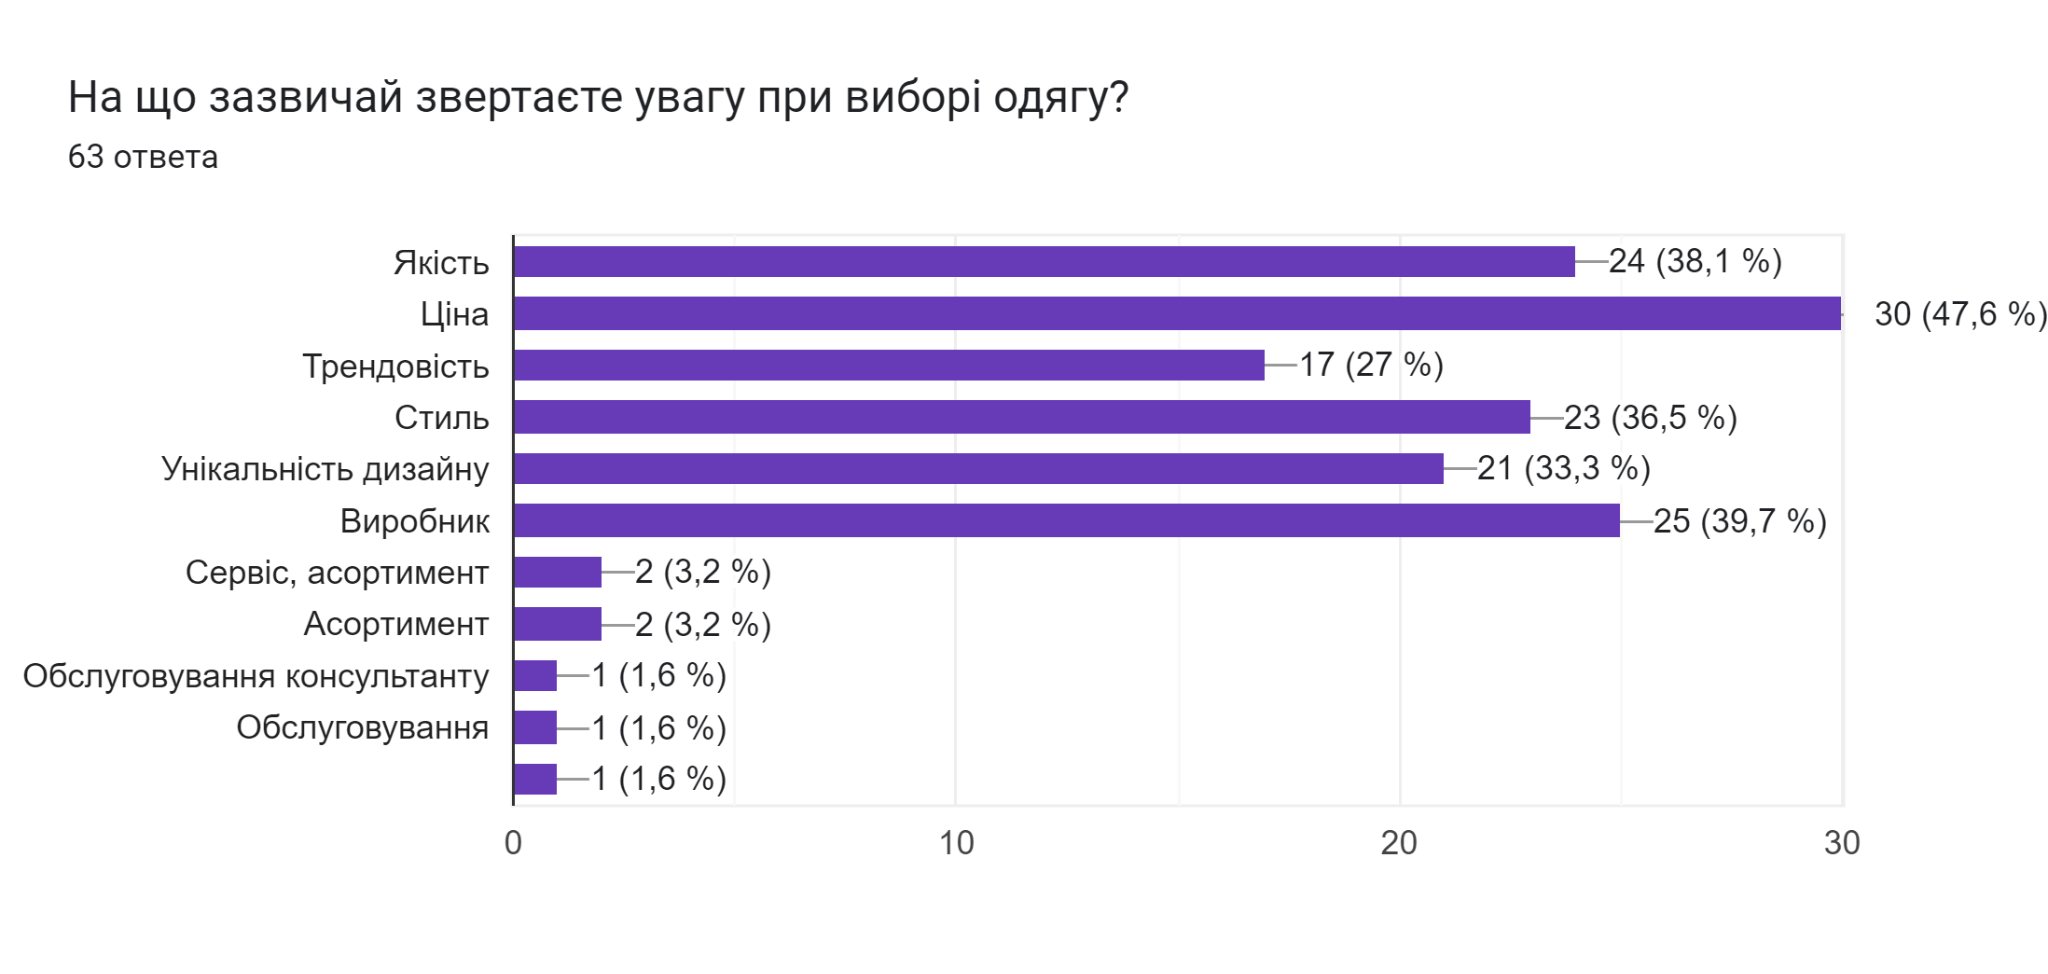 На що зазвичай звертаєте увагу при виборі одягу?
63 ответа
Якість 24 (38,1 %)
Ціна 30 (47,6 %)
Трендовість 17 (27 %)
Стиль 23 (36,5 %)
Унікальність дизайну 21 (33,3 %)
Виробник 25 (39,7 %)
Сервіс, асортимент 2 (3,2 %)
Асортимент 2 (3,2 %)
Обслуговування консультанту 1 (1,6 %)
Обслуговування 1 (1,6 %)
1 (1,6 %)
0 10 20 30